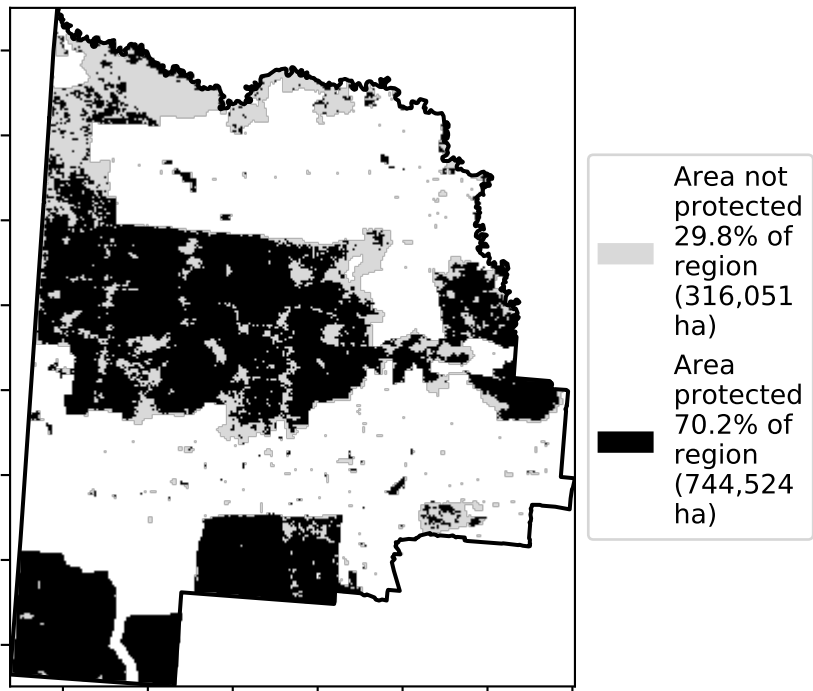 Area not
protected
29.8% of
region
(316,051
ha)
Area
protected
70.2% of
region
(744,524
ha)